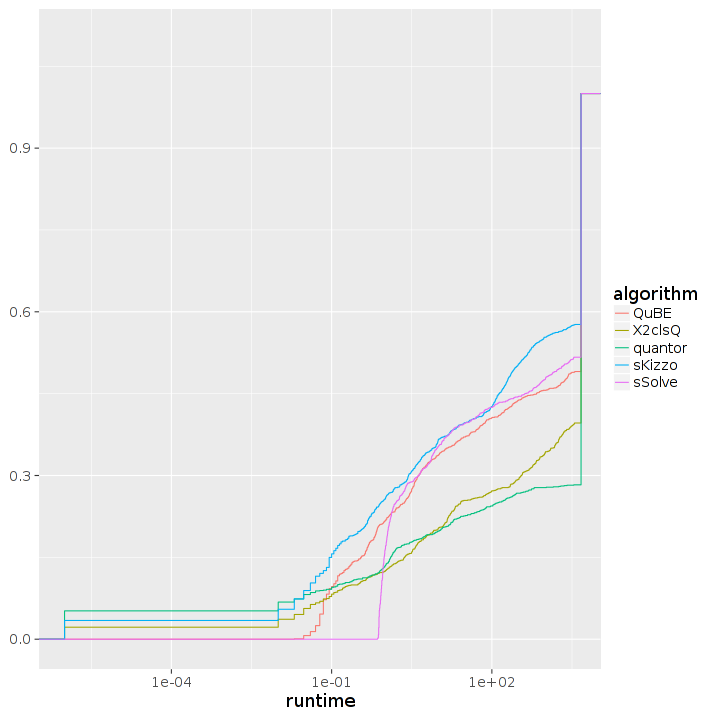 0.9
0.6
0.3
0.0
1e-04 1e-01 1e+02
runtime
algorithm
QuBE
X2clsQ
quantor
sKizzo
sSolve